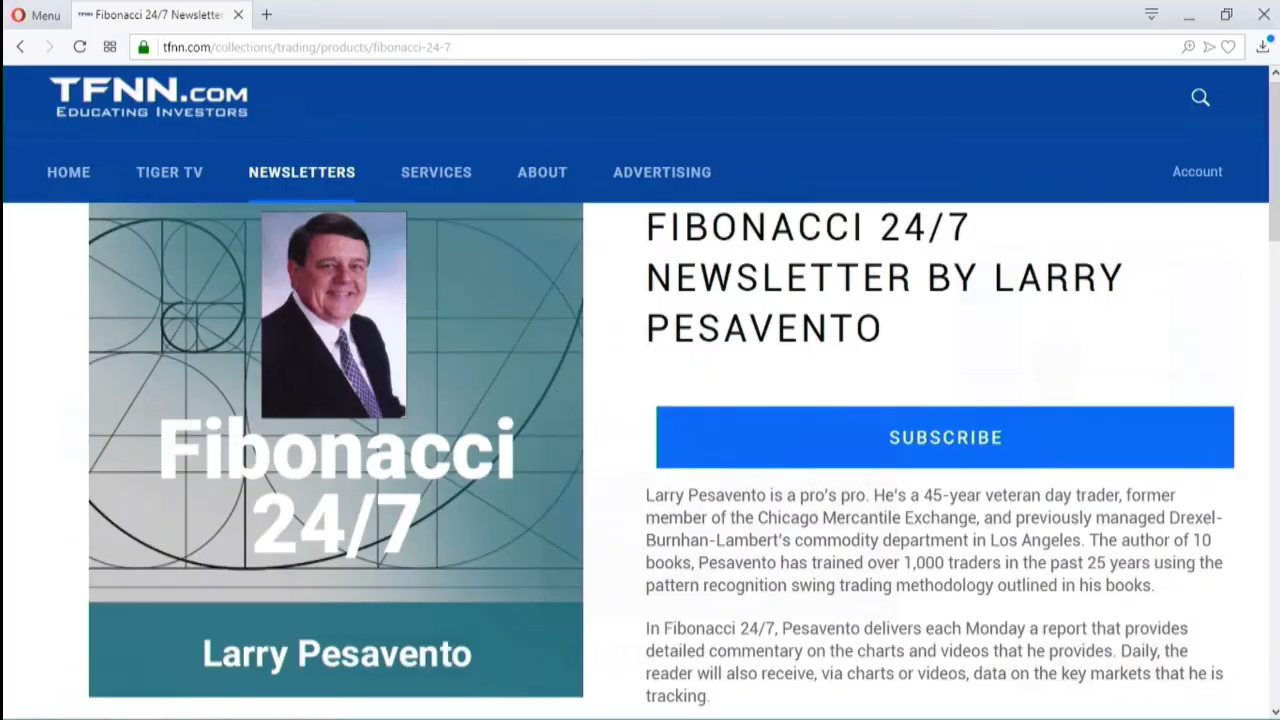 Menu
TFNN Fibonacci 24/7 Newsletter
tfnn.com/collections/trading/products/fibonacci-24-7
TFNN.COM
EDUCATING INVESTORS
HOME
TIGER TV
NEWSLETTERS
SERVICES
ABOUT
ADVERTISING
Account
Fibonacci
24/7
Larry Pesavento
FIBONACCI 24/7
NEWSLETTER BY LARRY
PESAVENTO
SUBSCRIBE
Larry Pesavento is a pro's pro. He's a 45-year veteran day trader, former
member of the Chicago Mercantile Exchange, and previously managed Drexel-
Burnhan-Lambert's commodity department in Los Angeles. The author of 10
books, Pesavento has trained over 1,000 traders in the past 25 years using the
pattern recognition swing trading methodology outlined in his books.
In Fibonacci 24/7, Pesavento delivers each Monday a report that provides
detailed commentary on the charts and videos that he provides. Daily, the
reader will also receive, via charts or videos, data on the key markets that he is
tracking.